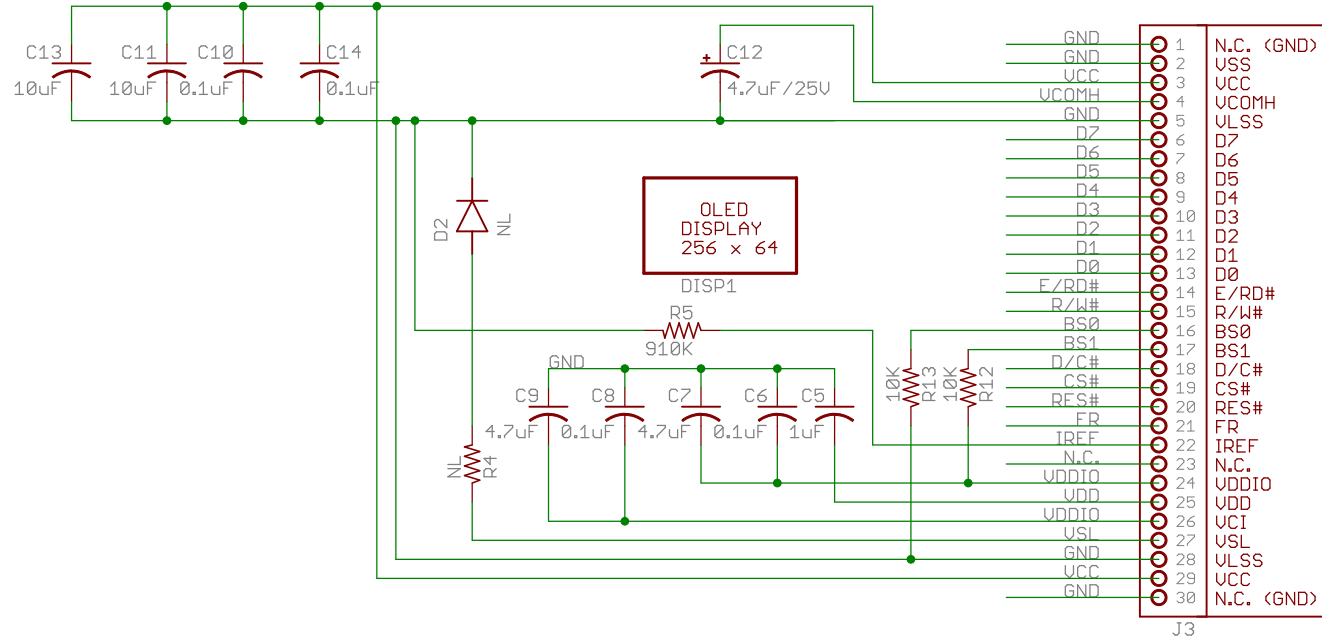 C13
10uF
C11
10uF
C10
0.1uF
C14
0.1uF
+
C12
4.7uF/25V
D2
NL
OLED
DISPLAY
256 x 64
DISP1
R5
910K
GND
C9
4.7uF
C8
0.1uF
C7
4.7uF
C6
0.1uF
C5
1uF
NL
R4
10K
R13
10K
R12
GND 1 N.C. (GND)
GND 2 VSS
VCC 3 VCC
VCOMH 4 VCOMH
GND 5 VLSS
D7 6 D7
D6 7 D6
D5 8 D5
D4 9 D4
D3 10 D3
D2 11 D2
D1 12 D1
D0 13 D0
E/RD# 14 E/RD#
R/W# 15 R/W#
BS0 16 BS0
BS1 17 BS1
D/C# 18 D/C#
CS# 19 CS#
RES# 20 RES#
FR 21 FR
IREF 22 IREF
N.C. 23 N.C.
VDDIO 24 VDDIO
VDD 25 VDD
VDDIO 26 VCI
VSL 27 VSL
GND 28 VLSS
VCC 29 VCC
GND 30 N.C. (GND)
J3